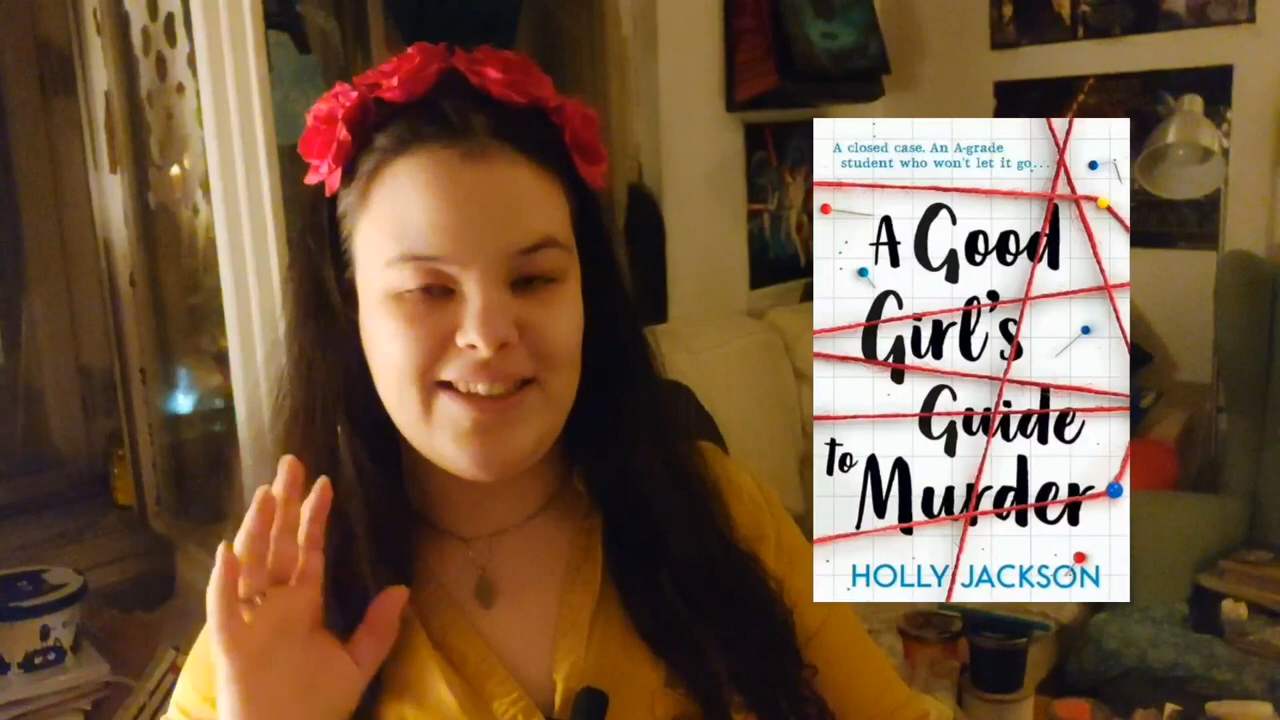 A closed case. An A-grade
student who won't let it go...
A Good
Girl's
Guide
to
Murder
HOLLY JACKSON